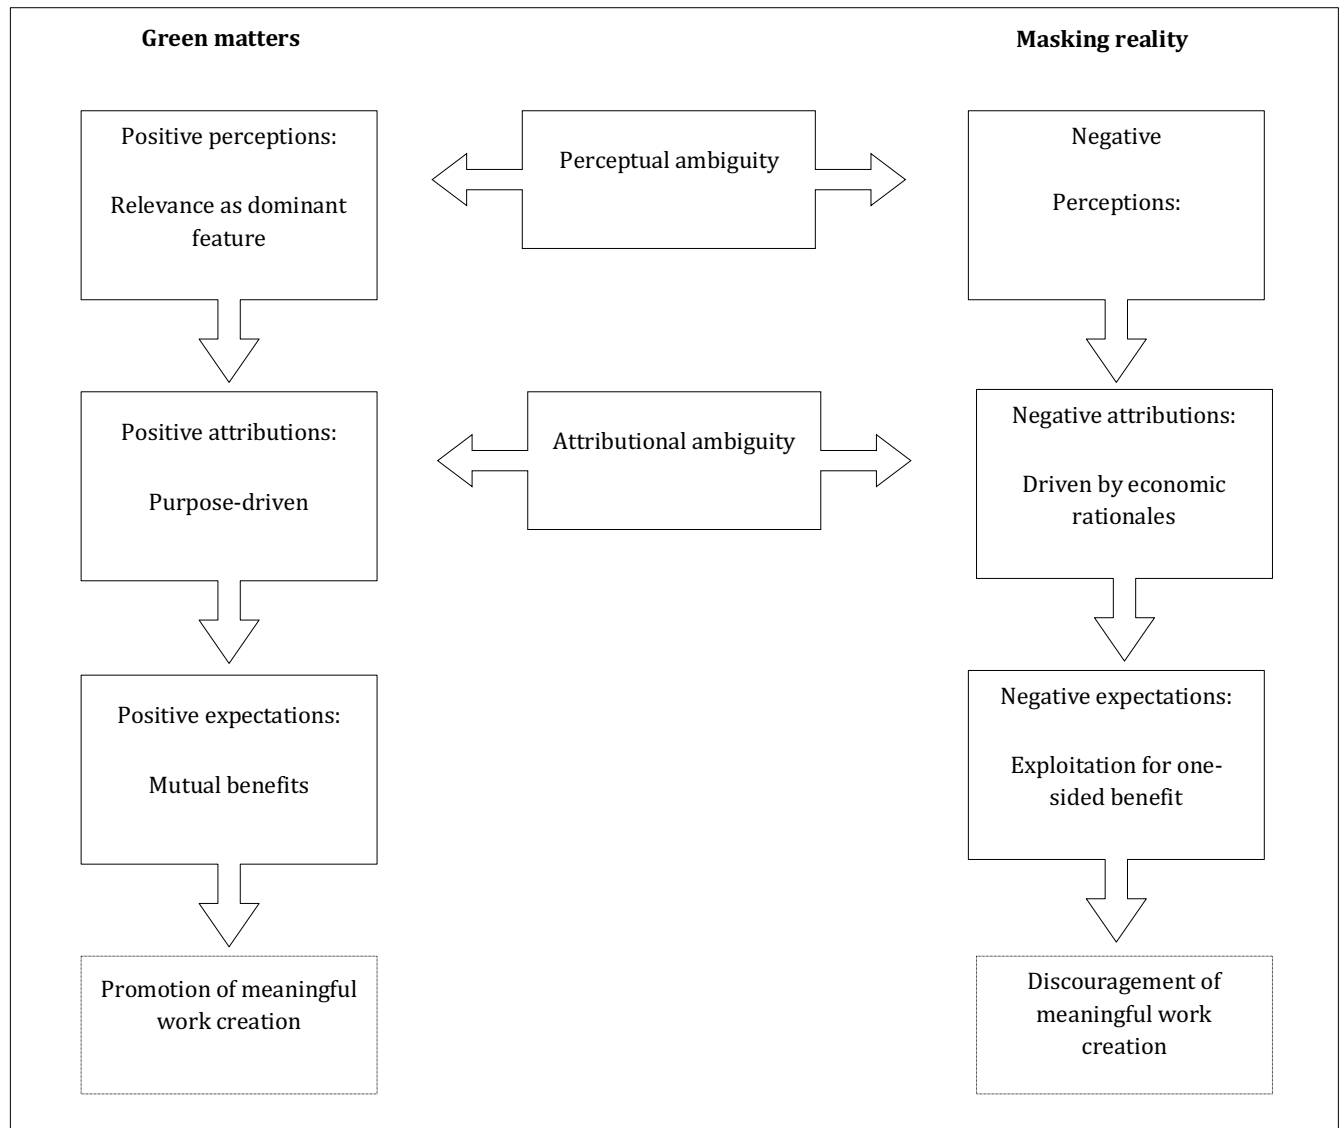 Green matters
Masking reality
Positive perceptions:
Relevance as dominant
feature
Perceptual ambiguity
Negative
Perceptions:
Positive attributions:
Purpose-driven
Attributional ambiguity
Negative attributions:
Driven by economic
rationales
Positive expectations:
Mutual benefits
Negative expectations:
Exploitation for one-
sided benefit
Promotion of meaningful
work creation
Discouragement of
meaningful work
creation